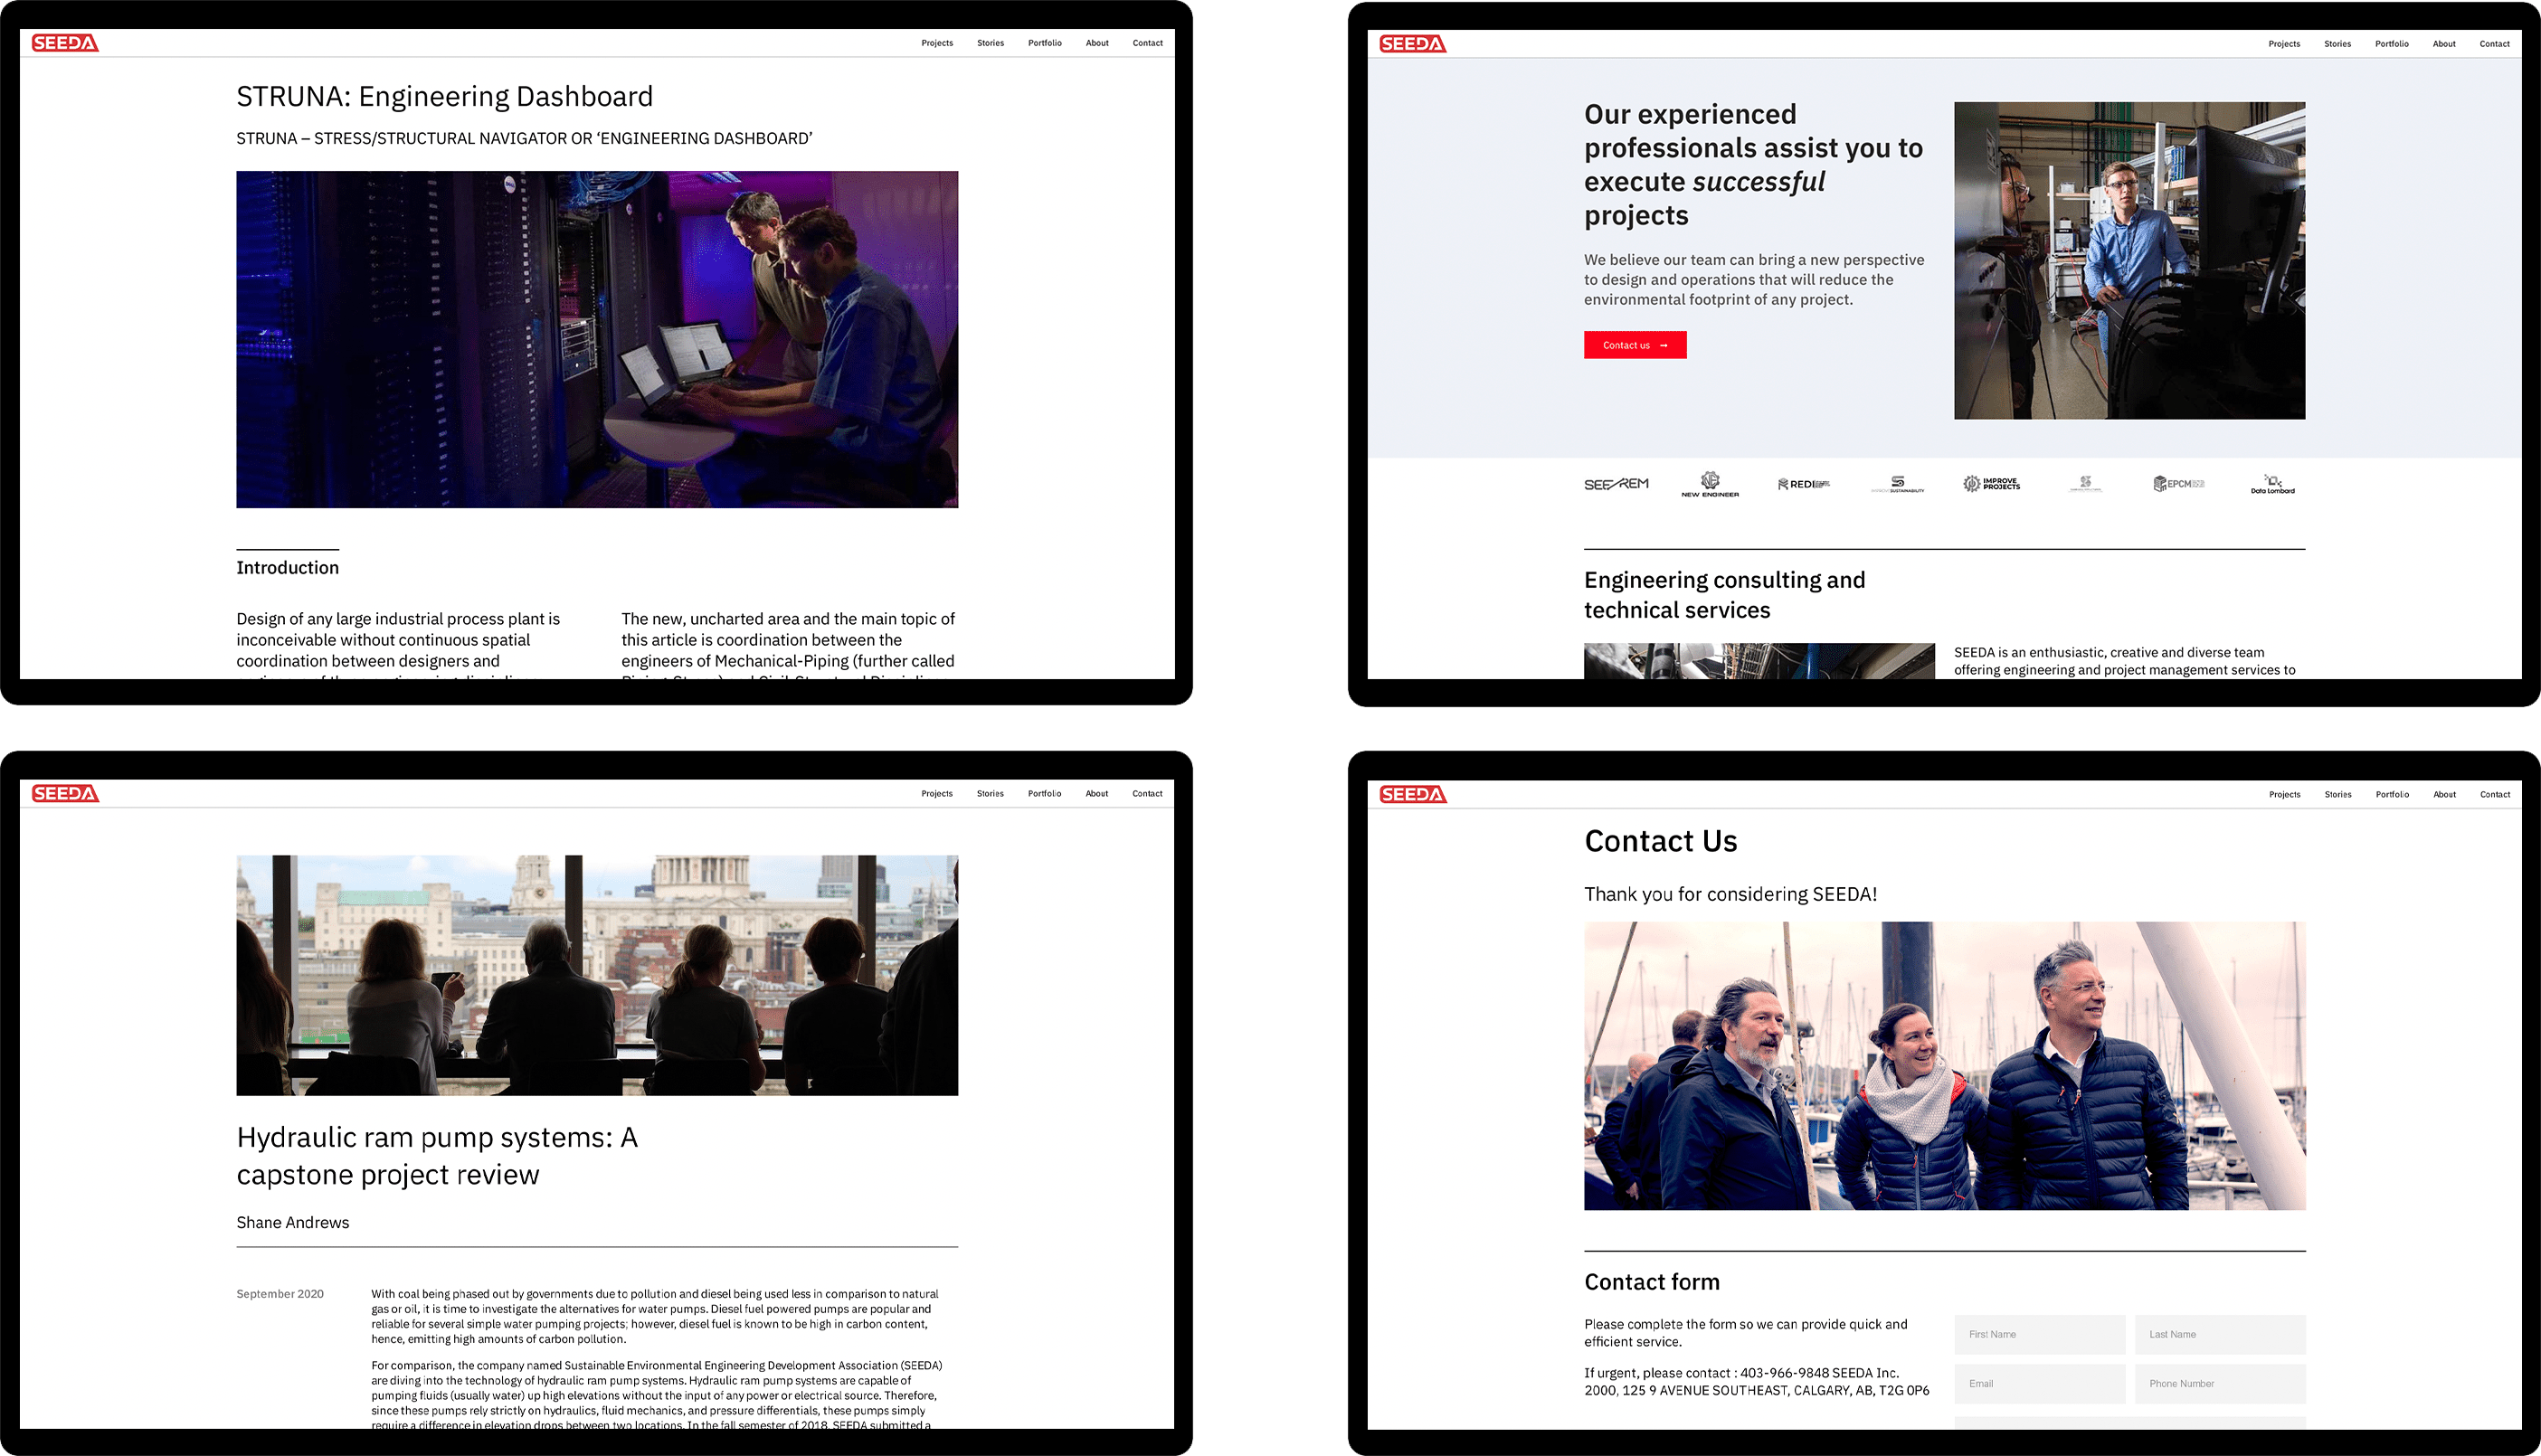 SEEDA
Projects Stories Portfolio About Contact
STRUNA: Engineering Dashboard
STRUNA – STRESS/STRUCTURAL NAVIGATOR OR ‘ENGINEERING DASHBOARD’
Introduction
Design of any large industrial process plant is
inconceivable without continuous spatial
coordination between designers and
The new, uncharted area and the main topic of
this article is coordination between the
engineers of Mechanical-Piping (further called
SEEDA
Projects Stories Portfolio About Contact
Our experienced
professionals assist you to
execute successful
projects
We believe our team can bring a new perspective
to design and operations that will reduce the
environmental footprint of any project.
Contact us →
SEEFREM
NEW ENGINEER
REDI
SUSTAINABILITY
IMPROVE
PROJECTS
EPCM
Data Lombard
Engineering consulting and
technical services
SEEDA is an enthusiastic, creative and diverse team
offering engineering and project management services to
SEEDA
Projects Stories Portfolio About Contact
Hydraulic ram pump systems: A
capstone project review
Shane Andrews
September 2020
With coal being phased out by governments due to pollution and diesel being used less in comparison to natural
gas or oil, it is time to investigate the alternatives for water pumps. Diesel fuel powered pumps are popular and
reliable for several simple water pumping projects; however, diesel fuel is known to be high in carbon content,
hence, emitting high amounts of carbon pollution.
For comparison, the company named Sustainable Environmental Engineering Development Association (SEEDA)
are diving into the technology of hydraulic ram pump systems. Hydraulic ram pump systems are capable of
pumping fluids (usually water) up high elevations without the input of any power or electrical source. Therefore,
since these pumps rely strictly on hydraulics, fluid mechanics, and pressure differentials, these pumps simply
require a difference in elevation drops between two locations. In the fall semester of 2018, SEEDA submitted a
SEEDA
Projects Stories Portfolio About Contact
Contact Us
Thank you for considering SEEDA!
Contact form
Please complete the form so we can provide quick and
efficient service.
If urgent, please contact : 403-966-9848 SEEDA Inc.
2000, 125 9 AVENUE SOUTHEAST, CALGARY, AB, T2G 0P6
First Name Last Name
Email Phone Number